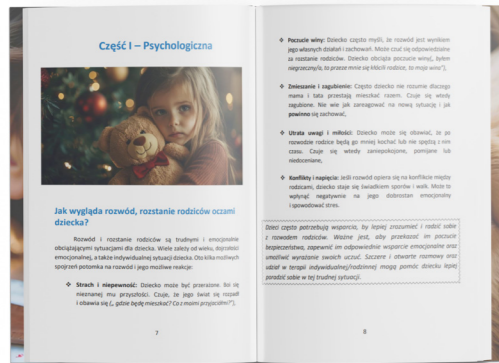 Część I – Psychologiczna
Jak wygląda rozwód, rozstanie rodziców oczami
dziecka?
Rozwód i rozstanie rodziców są trudnymi i emocjonalnie
obciążającymi sytuacjami dla dziecka. Wiele zależy od wieku, dojrzałości
emocjonalnej, a także indywidualnej sytuacji dziecka. Oto kilka możliwych
spojrzeń potomka na rozwód i jego możliwe reakcje:
❖ Strach i niepewność: Dziecko może być przerażone. Boi się
nieznanej mu przyszłości. Czuje, że jego świat się rozpadł
i obawia się („ gdzie będę mieszkać? Co z moimi przyjaciółmi?"),
7
❖ Poczucie winy: Dziecko często myśli, że rozwód jest wynikiem
jego własnych działań i zachowań. Może czuć się odpowiedzialne
za rozstanie rodziców. Dziecko obciąża poczucie winy(„ byłem
niegrzeczny/a, to przeze mnie się kłócili rodzice, to moja wina"),
❖ Zmieszanie i zagubienie: Często dziecko nie rozumie dlaczego
mama i tata przestają mieszkać razem. Czuje się wtedy
zagubione. Nie wie jak zareagować na nową sytuację i jak
powinno się zachować,
❖ Utrata uwagi i miłości: Dziecko może się obawiać, że po
rozwodzie rodzice będą go mniej kochać lub nie spędzą z nim
czasu. Czuje się wtedy zaniepokojone, pomijane lub
niedoceniane,
❖ Konflikty i napięcia: Jeśli rozwód opiera się na konflikcie między
rodzicami, dziecko staje się świadkiem sporów i walk. Może to
wpłynąć negatywnie na jego dobrostan emocjonalny
i spowodować stres.
Dzieci często potrzebują wsparcia, by lepiej zrozumieć i radzić sobie
z rozwodem rodziców. Ważne jest, aby przekazać im poczucie
bezpieczeństwa, zapewnić im odpowiednie wsparcie emocjonalne oraz
umożliwić wyrażanie swoich uczuć. Szczere i otwarte rozmowy oraz
udział w terapii indywidualnej/rodzinnej mogą pomóc dziecku lepiej
poradzić sobie w tej trudnej sytuacji.
8